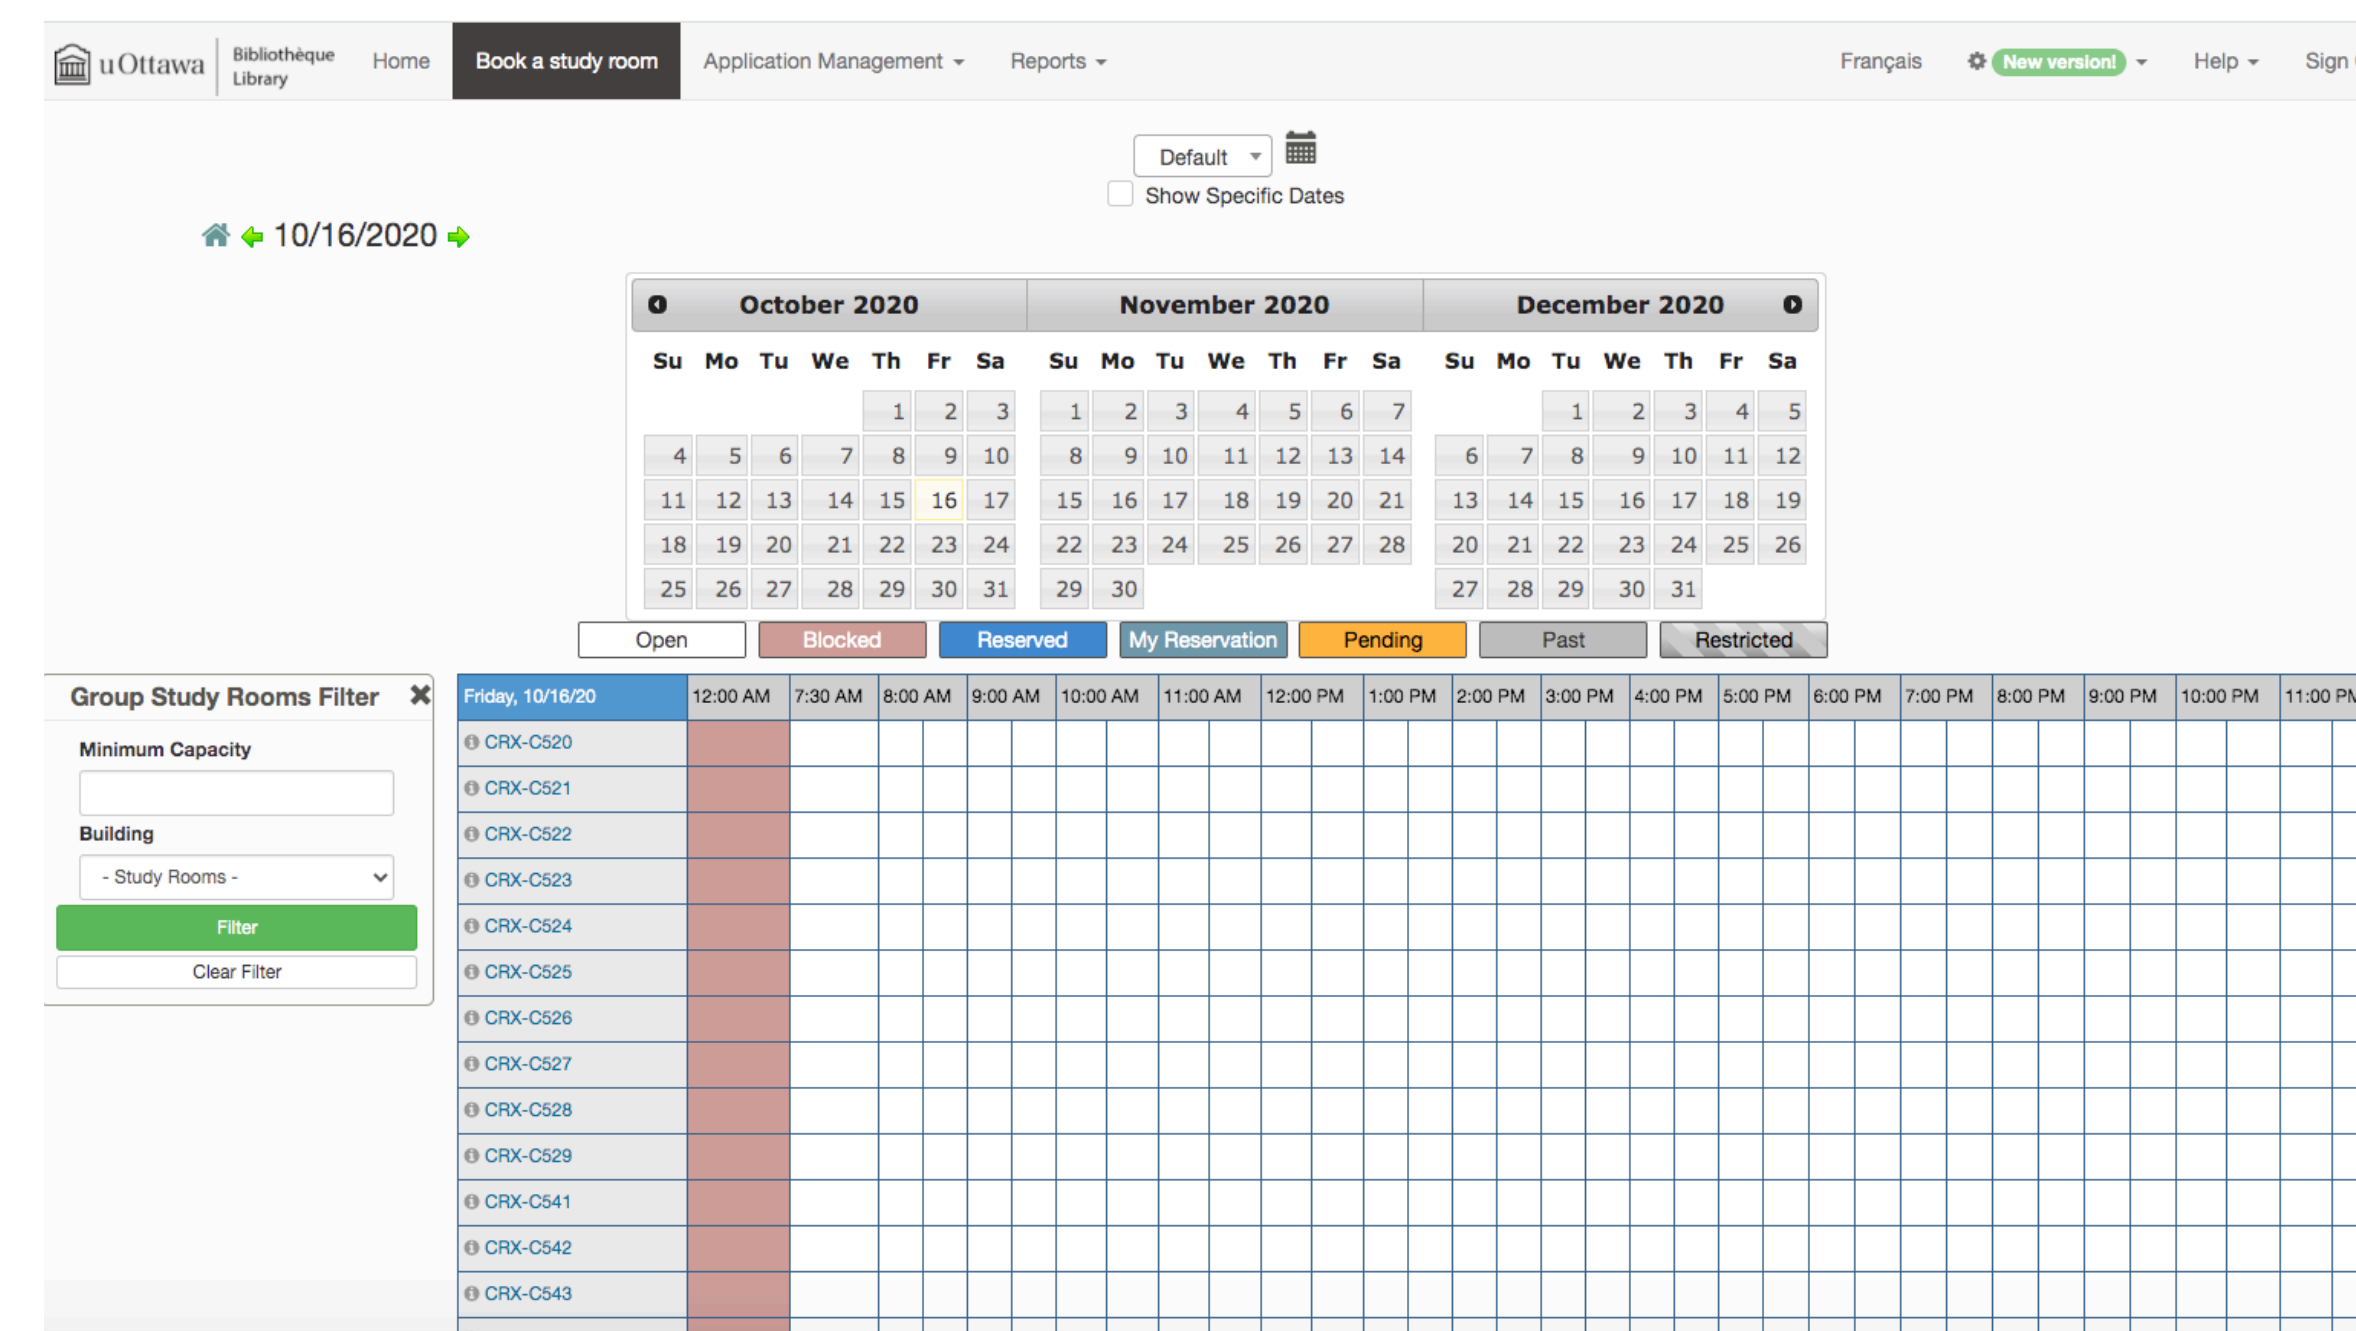 uOttawa Bibliothèque Library Home Book a study room Application Management Reports Français New version! Help Sign
Default
Show Specific Dates
10/16/2020
October 2020 November 2020 December 2020
Su Mo Tu We Th Fr Sa Su Mo Tu We Th Fr Sa Su Mo Tu We Th Fr Sa
1 2 3 1 2 3 4 5 6 7 1 2 3 4 5
4 5 6 7 8 9 10 8 9 10 11 12 13 14 6 7 8 9 10 11 12
11 12 13 14 15 16 17 15 16 17 18 19 20 21 13 14 15 16 17 18 19
18 19 20 21 22 23 24 22 23 24 25 26 27 28 20 21 22 23 24 25 26
25 26 27 28 29 30 31 29 30 27 28 29 30 31
Open Blocked Reserved My Reservation Pending Past Restricted
Group Study Rooms Filter
Minimum Capacity
Building
- Study Rooms -
Filter
Clear Filter
Friday, 10/16/20 12:00 AM 7:30 AM 8:00 AM 9:00 AM 10:00 AM 11:00 AM 12:00 PM 1:00 PM 2:00 PM 3:00 PM 4:00 PM 5:00 PM 6:00 PM 7:00 PM 8:00 PM 9:00 PM 10:00 PM 11:00 PM
CRX-C520
CRX-C521
CRX-C522
CRX-C523
CRX-C524
CRX-C525
CRX-C526
CRX-C527
CRX-C528
CRX-C529
CRX-C541
CRX-C542
CRX-C543